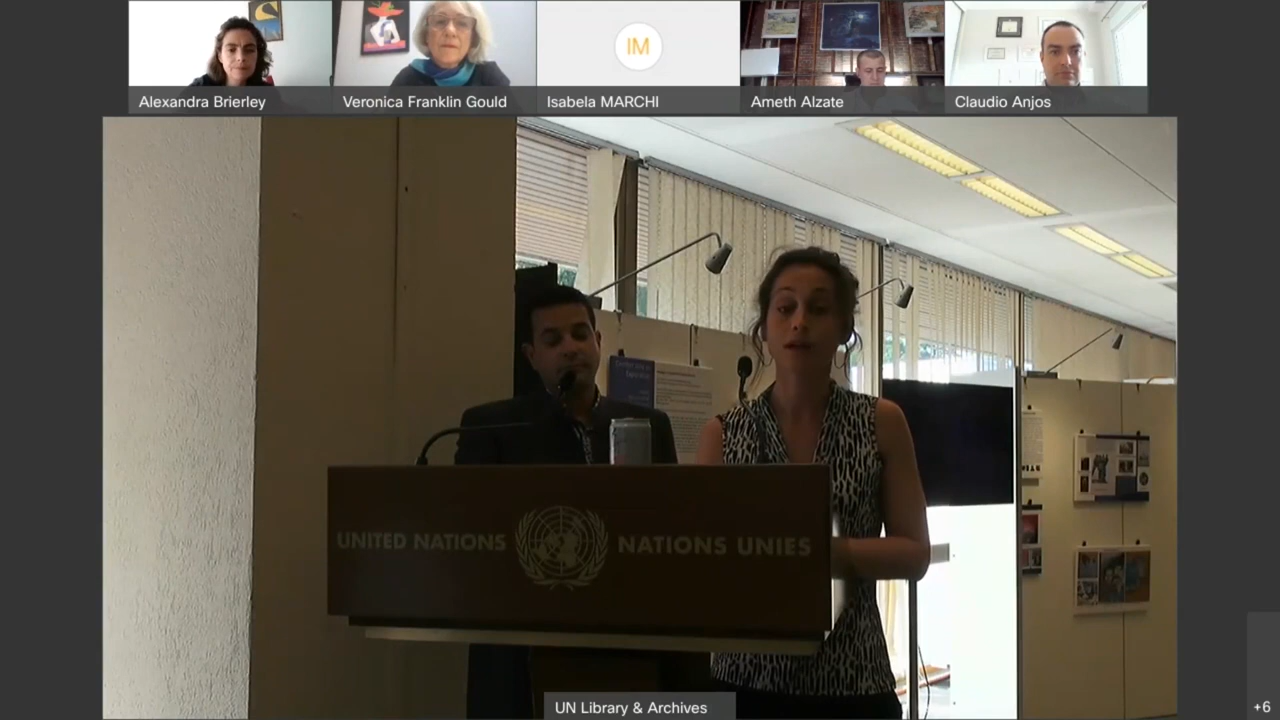 Alexandra Brierley
Veronica Franklin Gould
Isabela MARCHI
Ameth Alzate
Claudio Anjos
IM
UNITED NATIONS
NATIONS UNIES
UN Library & Archives
+6